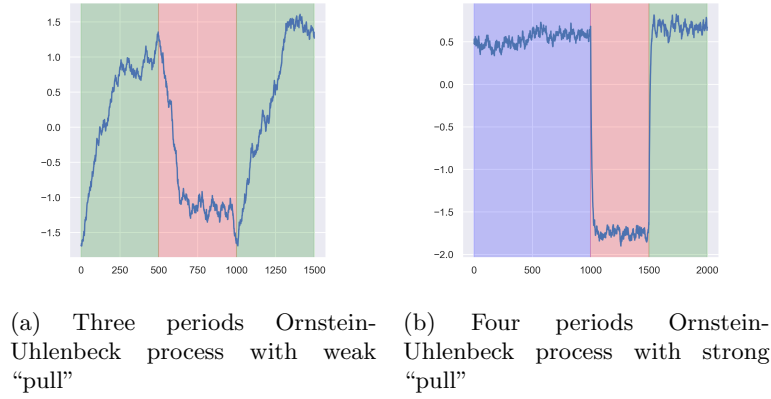 1.5
1.0
0.5
0.0
−0.5
−1.0
−1.5
0 250 500 750 1000 1250 1500
0.5
0.0
−0.5
−1.0
−1.5
−2.0
0 500 1000 1500 2000
(a) Three periods Ornstein-
Uhlenbeck process with weak
“pull”
(b) Four periods Ornstein-
Uhlenbeck process with strong
“pull”